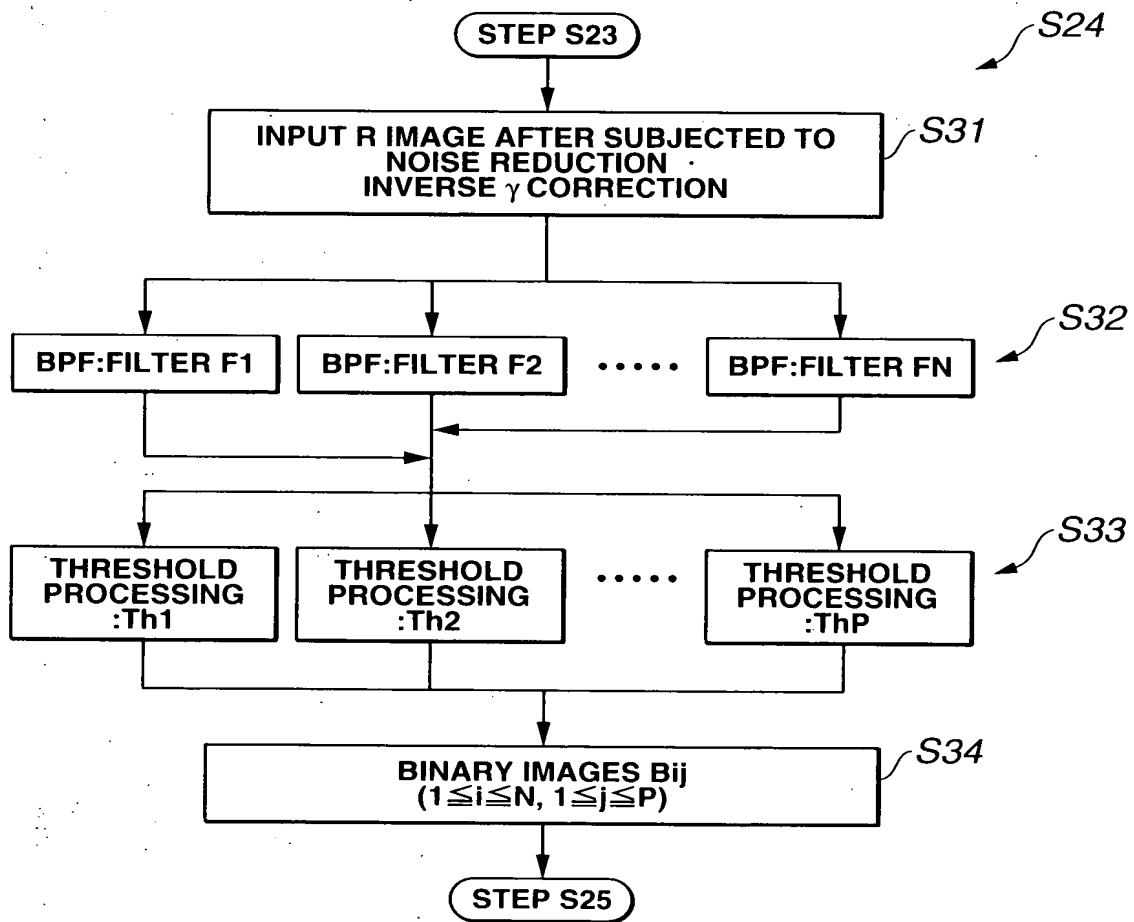 STEP S23
S24
INPUT R IMAGE AFTER SUBJECTED TO
NOISE REDUCTION
INVERSE γ CORRECTION
S31
BPF:FILTER F1
BPF:FILTER F2
•••••
BPF:FILTER FN
S32
THRESHOLD
PROCESSING
:Th1
THRESHOLD
PROCESSING
:Th2
•••••
THRESHOLD
PROCESSING
:ThP
S33
BINARY IMAGES Bij
(1≦i≦N, 1≦j≦P)
S34
STEP S25